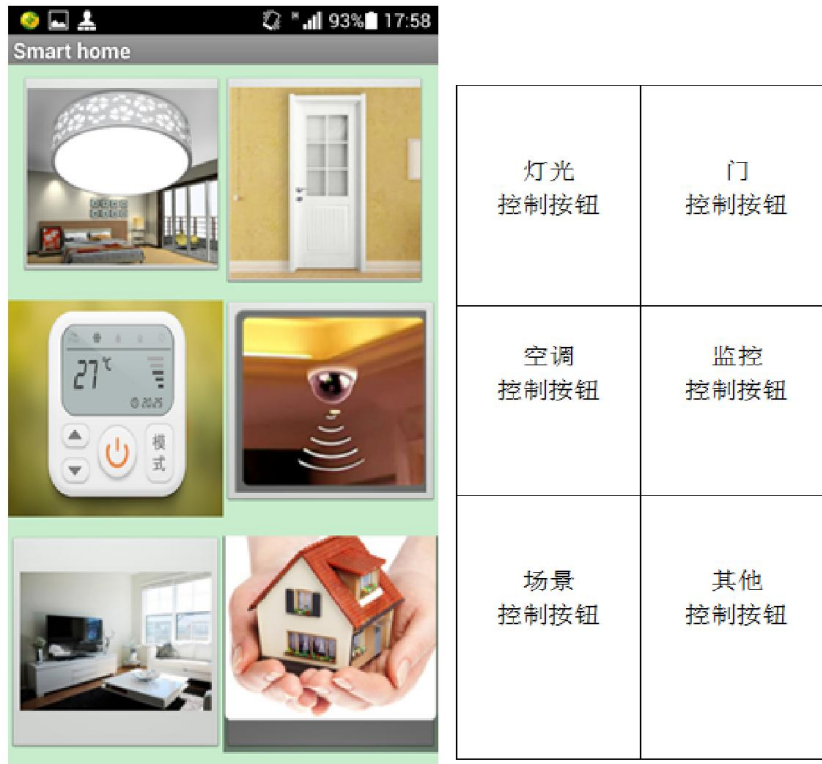 93% 17:58
Smart home
27℃
20:25
模
式
灯光
控制按钮
门
控制按钮
空调
控制按钮
监控
控制按钮
场景
控制按钮
其他
控制按钮